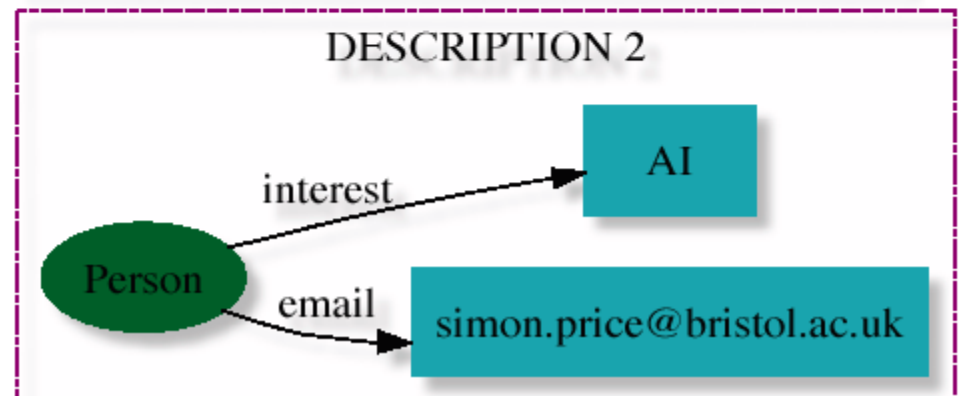 DESCRIPTION 2
AI
interest
Person
email
simon.price@bristol.ac.uk